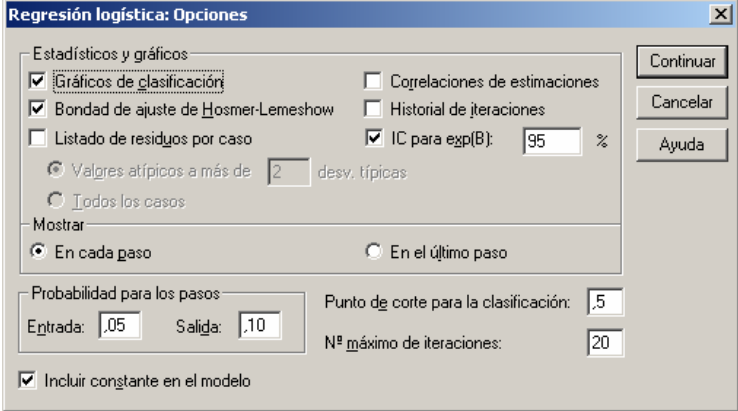 Regresión logística: Opciones
Estadísticos y gráficos
Gráficos de clasificación
Correlaciones de estimaciones
Bondad de ajuste de Hosmer-Lemeshow
Historial de iteraciones
Listado de residuos por caso
IC para exp(B): 95 %
Valores atípicos a más de 2 desv. típicas
Todos los casos
Mostrar
En cada paso
En el último paso
Probabilidad para los pasos
Entrada: ,05 Salida: ,10
Punto de corte para la clasificación: ,5
Nº máximo de iteraciones: 20
Incluir constante en el modelo
Continuar
Cancelar
Ayuda